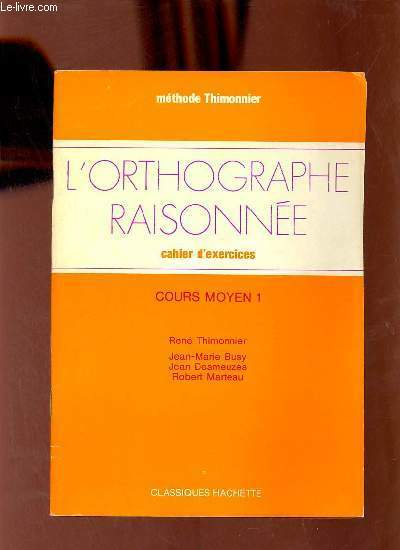 Le-livre.com
méthode Thimonnier
L'ORTHOGRAPHE
RAISONNÉE
cahier d'exercices
COURS MOYEN 1
René Thimonnier
Jean-Marie Busy
Jean Desmeuzes
Robert Marteau
CLASSIQUES HACHETTE